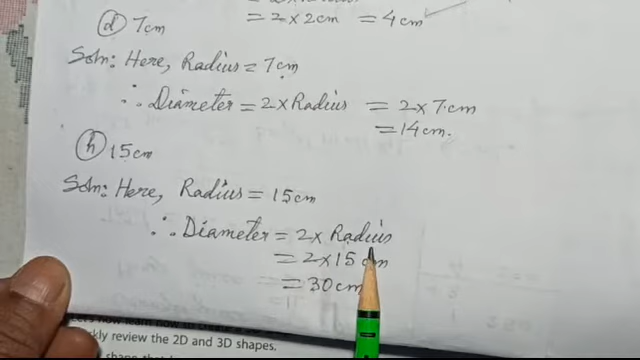 = 2 × 2cm = 4cm
(d) 7cm
Soln: Here, Radius = 7cm
∴ Diameter = 2 × Radius = 2 × 7cm
= 14cm.
(h) 15cm
Soln: Here, Radius = 15cm
∴ Diameter = 2 × Radius
= 2 × 15 cm
= 30cm
kly review the 2D and 3D shapes.